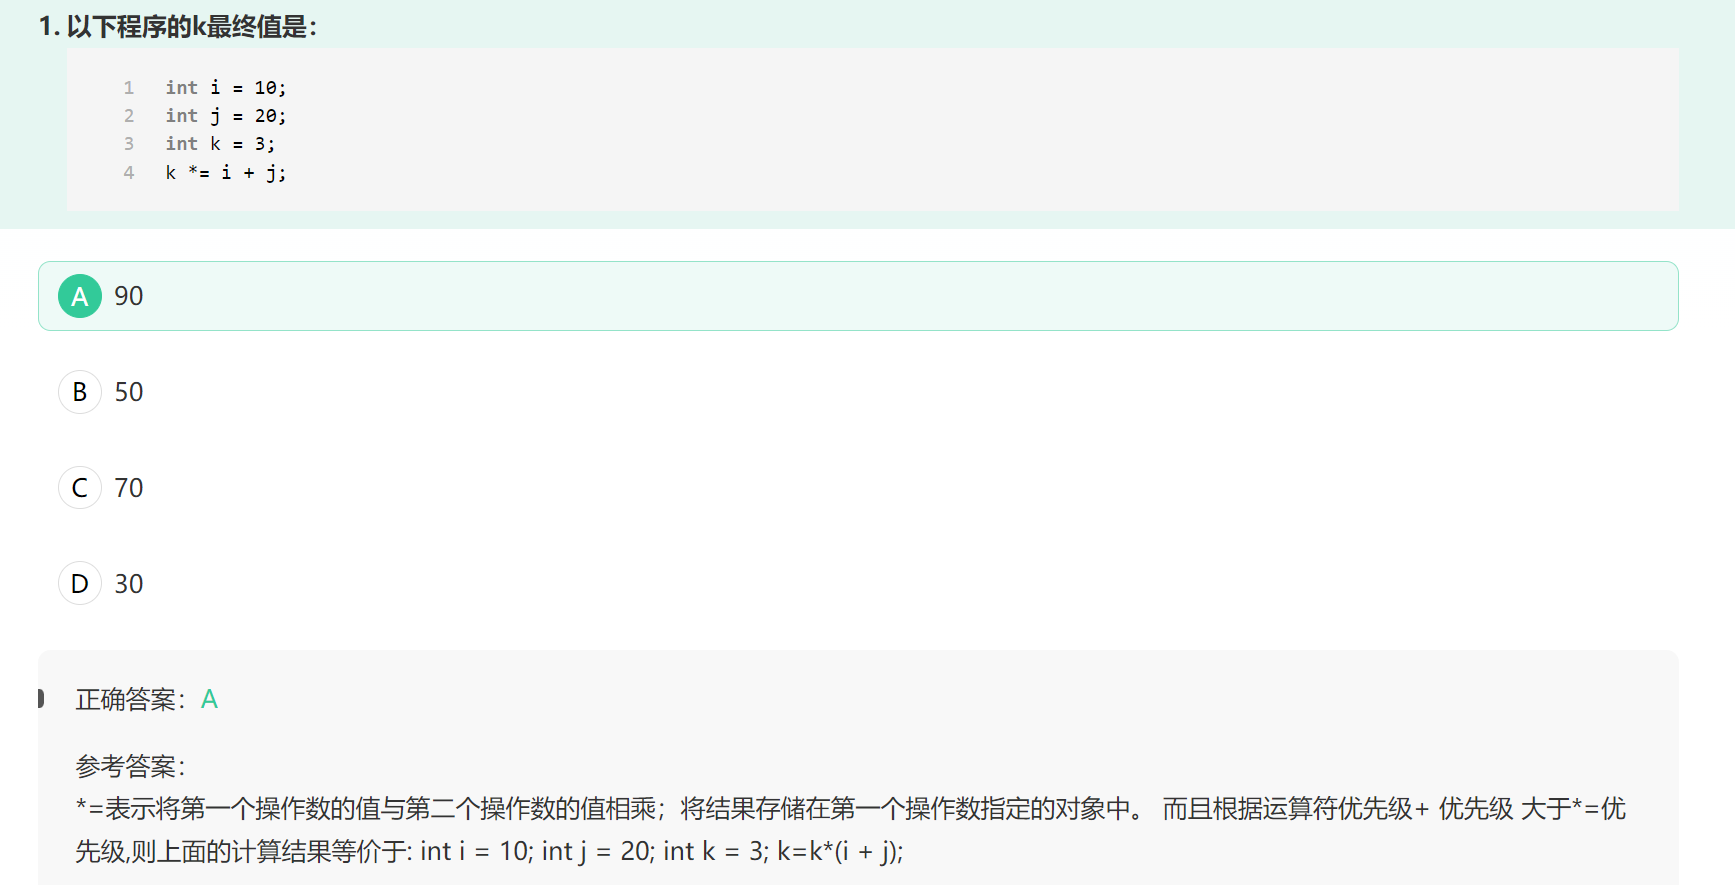 1. 以下程序的k最终值是：
1 int i = 10;
2 int j = 20;
3 int k = 3;
4 k *= i + j;
A 90
B 50
C 70
D 30
正确答案：A
参考答案：
*=表示将第一个操作数的值与第二个操作数的值相乘；将结果存储在第一个操作数指定的对象中。 而且根据运算符优先级+ 优先级 大于*=优
先级,则上面的计算结果等价于: int i = 10; int j = 20; int k = 3; k=k*(i + j);